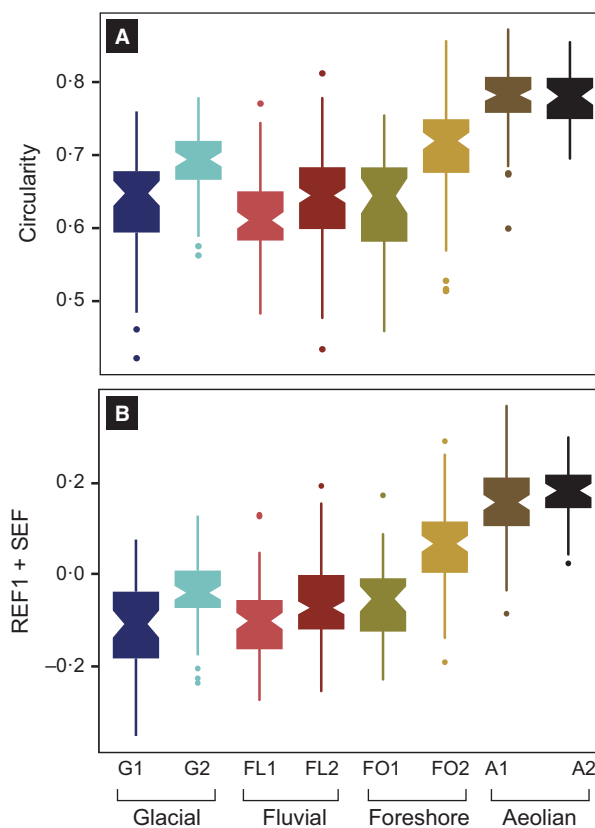 A
0·8
0·7
0·6
0·5
Circularity
B
0·2
0·0
–0·2
REF1 + SEF
G1 G2 FL1 FL2 FO1 FO2 A1 A2
Glacial Fluvial Foreshore Aeolian